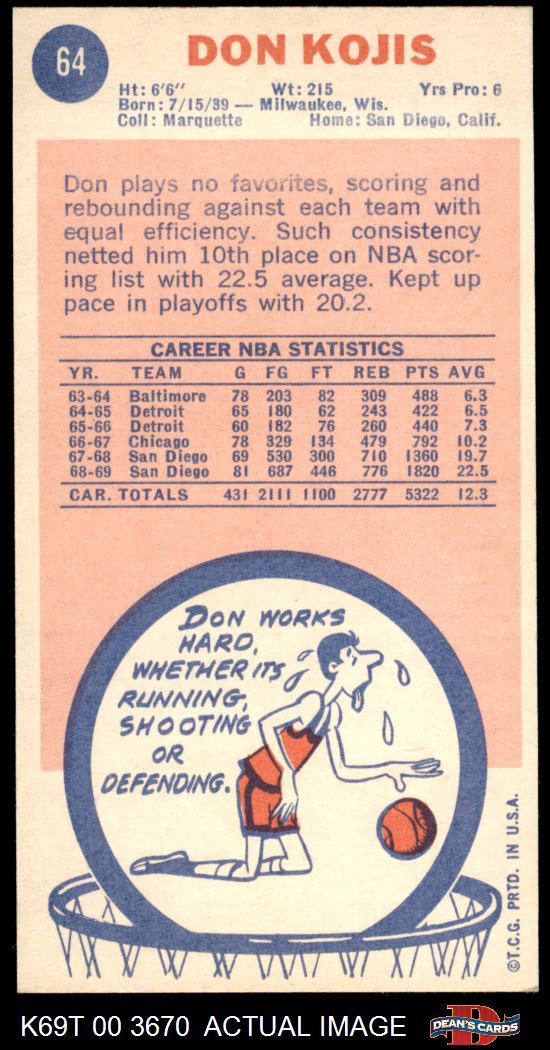 64
DON KOJIS
Ht: 6'6" Wt: 215 Yrs Pro: 6
Born: 7/15/39 — Milwaukee, Wis.
Coll: Marquette Home: San Diego, Calif.
Don plays no favorites, scoring and
rebounding against each team with
equal efficiency. Such consistency
netted him 10th place on NBA scor-
ing list with 22.5 average. Kept up
pace in playoffs with 20.2.
CAREER NBA STATISTICS
YR. TEAM G FG FT REB PTS AVG
63-64 Baltimore 78 203 82 309 488 6.3
64-65 Detroit 65 180 62 243 422 6.5
65-66 Detroit 60 182 76 260 440 7.3
66-67 Chicago 78 329 134 479 792 10.2
67-68 San Diego 69 530 300 710 1360 19.7
68-69 San Diego 81 687 446 776 1820 22.5
CAR. TOTALS 431 2111 1100 2777 5322 12.3
DON WORKS
HARD,
WHETHER ITS
RUNNING,
SHOOTING
OR
DEFENDING.
©T.C.G. PRTD. IN U.S.A.
K69T 00 3670 ACTUAL IMAGE
D
DEAN'S CARDS